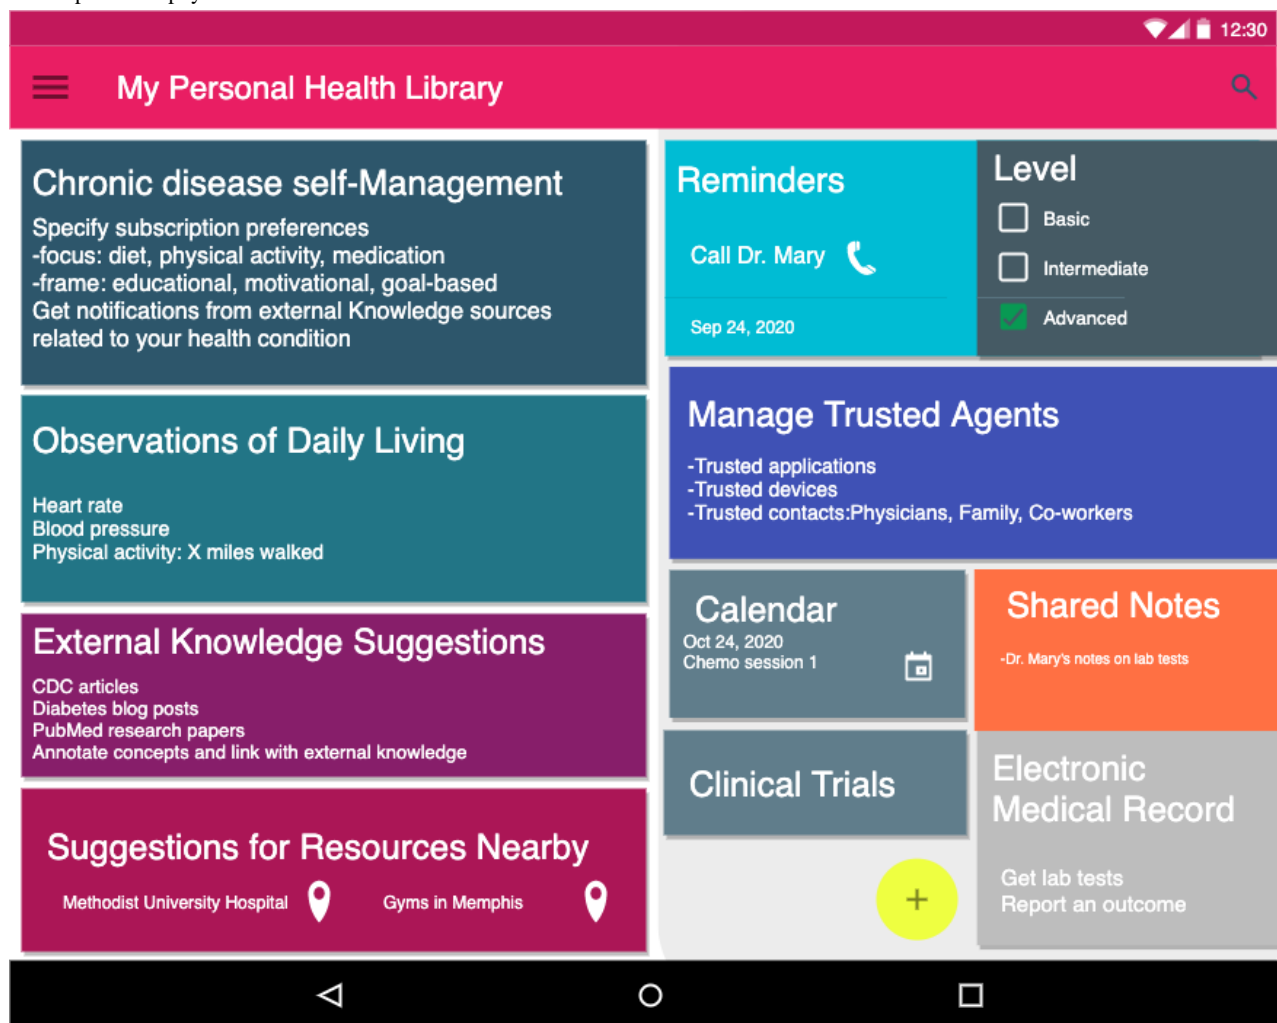 12:30
My Personal Health Library
Chronic disease self-Management
Specify subscription preferences
-focus: diet, physical activity, medication
-frame: educational, motivational, goal-based
Get notifications from external Knowledge sources
related to your health condition
Observations of Daily Living
Heart rate
Blood pressure
Physical activity: X miles walked
External Knowledge Suggestions
CDC articles
Diabetes blog posts
PubMed research papers
Annotate concepts and link with external knowledge
Suggestions for Resources Nearby
Methodist University Hospital
Gyms in Memphis
Reminders
Call Dr. Mary
Sep 24, 2020
Level
Basic
Intermediate
Advanced
Manage Trusted Agents
-Trusted applications
-Trusted devices
-Trusted contacts:Physicians, Family, Co-workers
Calendar
Oct 24, 2020
Chemo session 1
Shared Notes
-Dr. Mary's notes on lab tests
Clinical Trials
Electronic
Medical Record
Get lab tests
Report an outcome
+